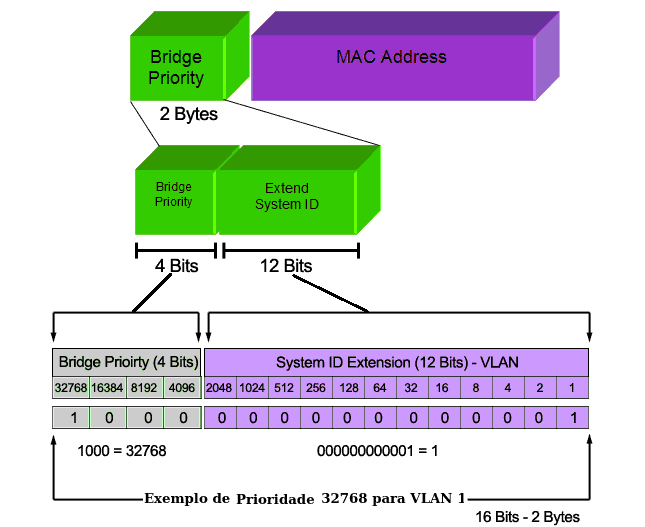 Bridge
Priority
MAC Address
2 Bytes
Bridge
Priority
Extend
System ID
4 Bits
12 Bits
Bridge Prioirty (4 Bits)
System ID Extension (12 Bits) - VLAN
32768 16384 8192 4096 2048 1024 512 256 128 64 32 16 8 4 2 1
1 0 0 0 0 0 0 0 0 0 0 0 0 0 0 1
1000 = 32768
000000000001 = 1
Exemplo de Prioridade 32768 para VLAN 1
16 Bits - 2 Bytes